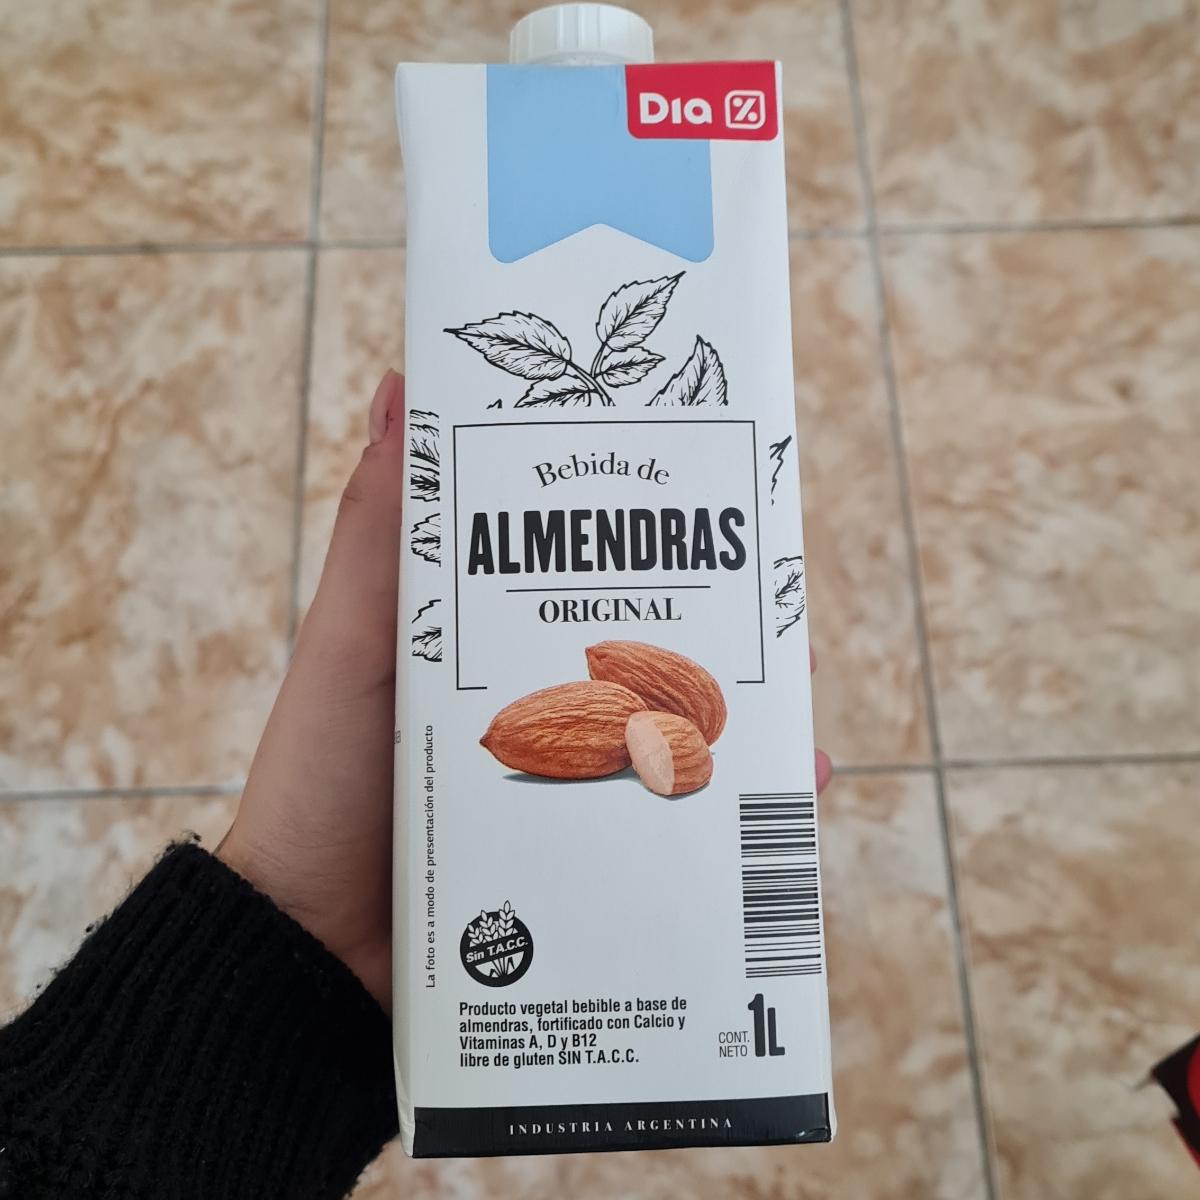 Dia %
Bebida de
ALMENDRAS
ORIGINAL
La foto es a modo de presentación del producto
Sin T.A.C.C.
Producto vegetal bebible a base de
almendras, fortificado con Calcio y
Vitaminas A, D y B12
libre de gluten SIN T.A.C.C.
CONT.
NETO 1L
INDUSTRIA ARGENTINA